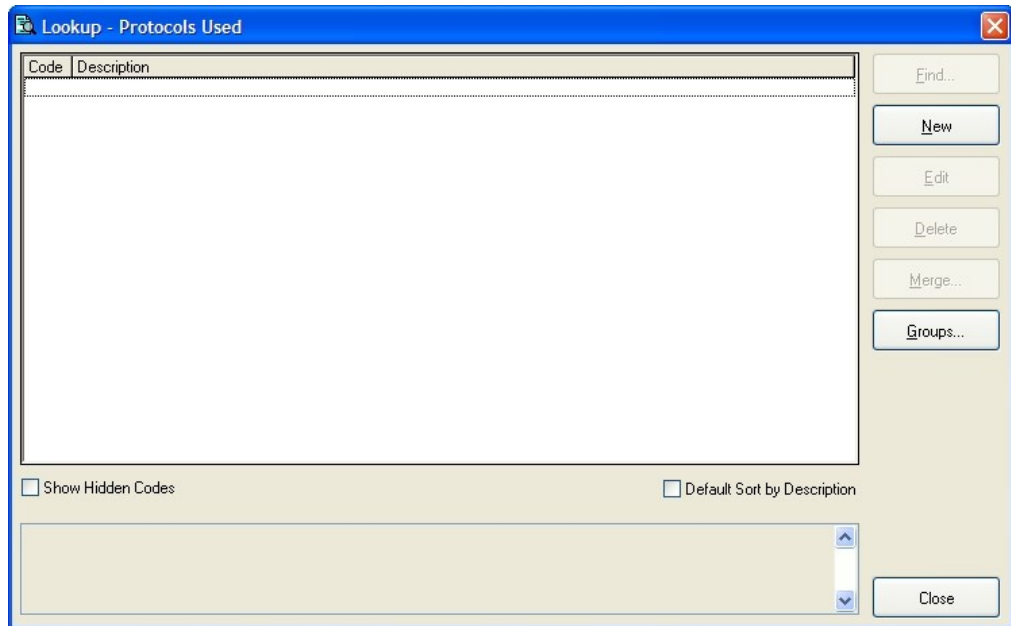 Lookup - Protocols Used
Code Description
Find...
New
Edit
Delete
Merge...
Groups...
Show Hidden Codes
Default Sort by Description
Close